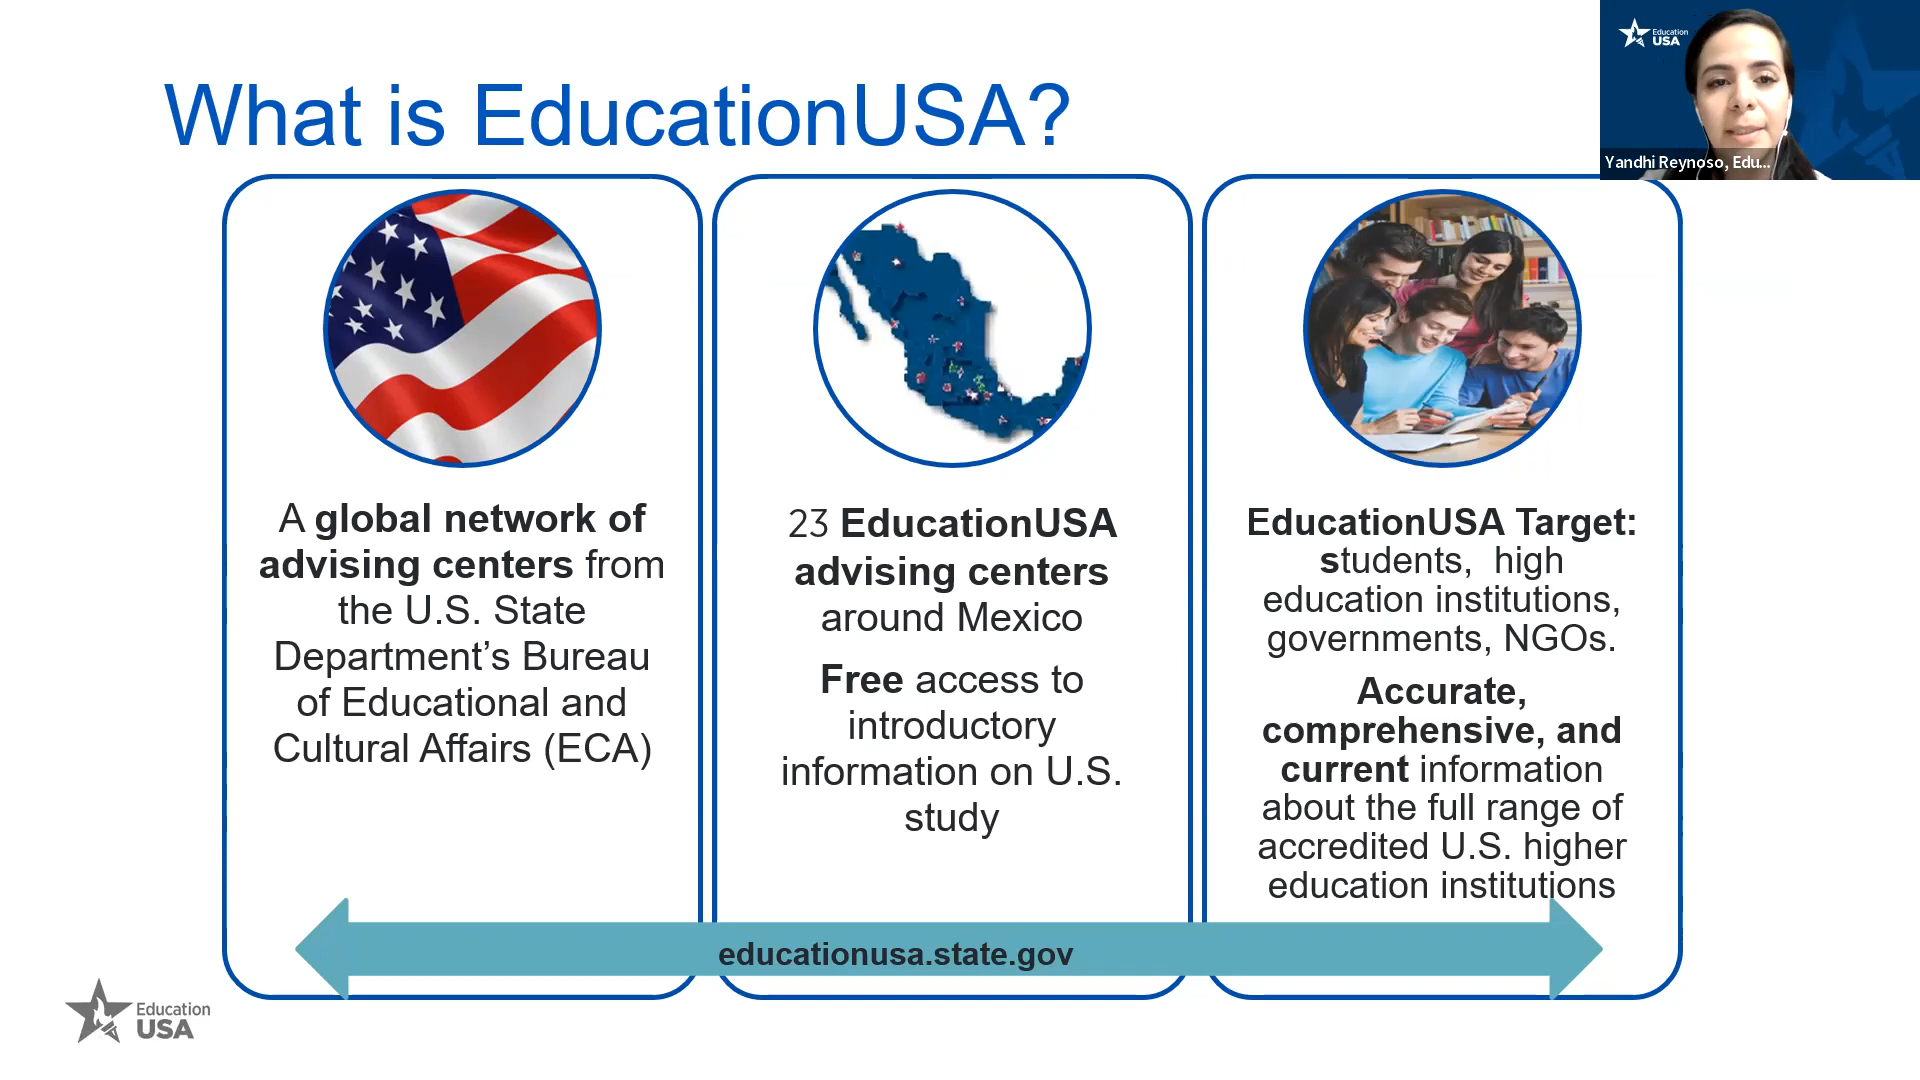 What is EducationUSA?
Education
USA
Yandhi Reynoso, Edu...
A global network of
advising centers from
the U.S. State
Department’s Bureau
of Educational and
Cultural Affairs (ECA)
23 EducationUSA
advising centers
around Mexico
Free access to
introductory
information on U.S.
study
EducationUSA Target:
students,  high
education institutions,
governments, NGOs.
Accurate,
comprehensive, and
current information
about the full range of
accredited U.S. higher
education institutions
educationusa.state.gov
Education
USA